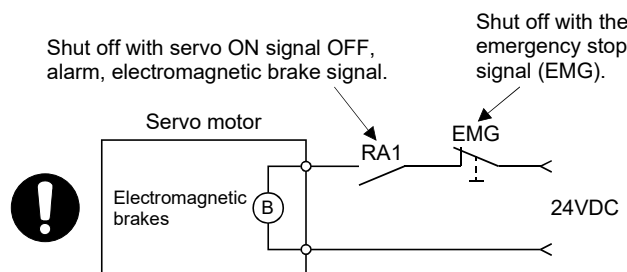 Shut off with servo ON signal OFF,
alarm, electromagnetic brake signal.
Shut off with the
emergency stop
signal (EMG).
Servo motor
RA1
EMG
Electromagnetic
brakes
B
24VDC